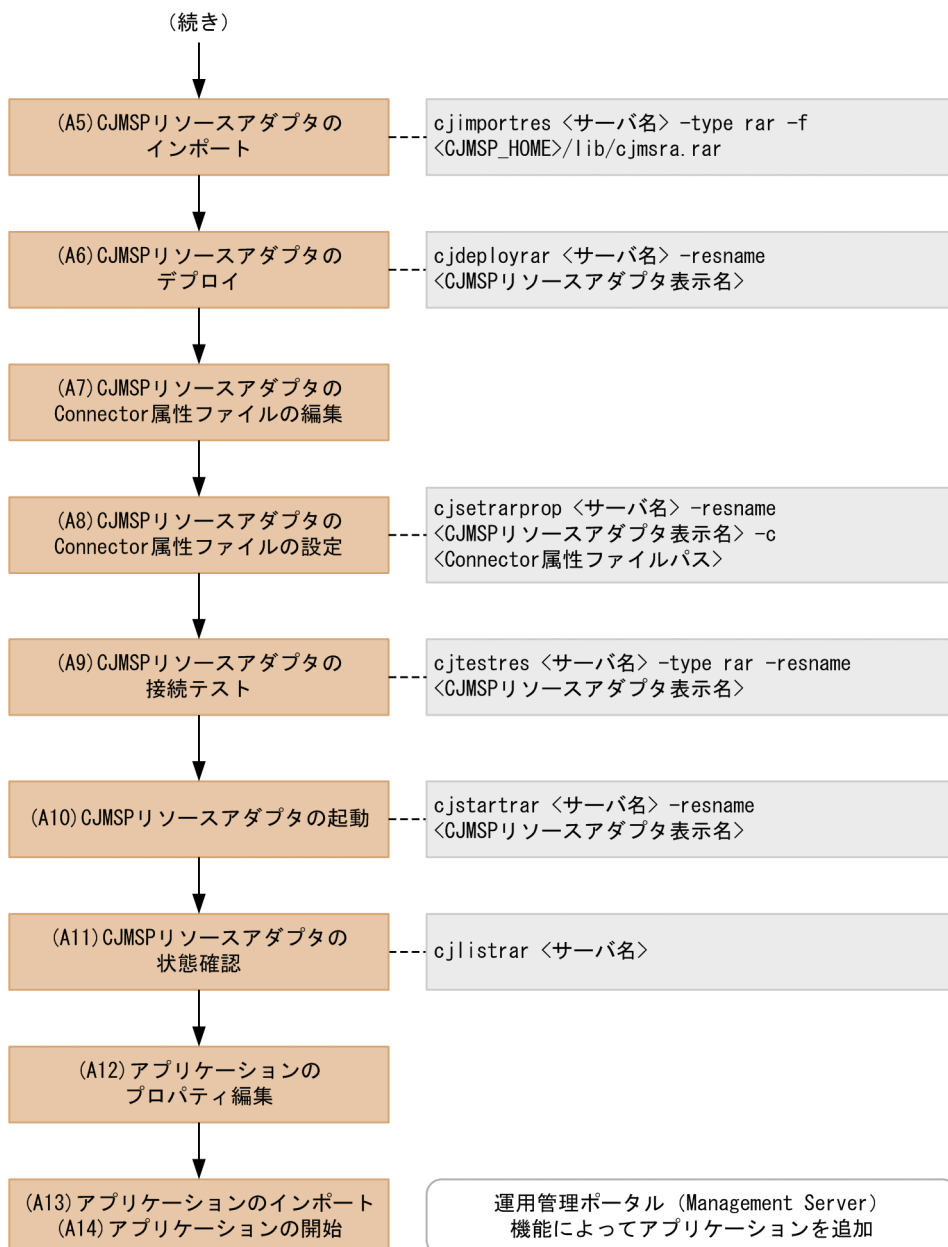 (続き)
(A5)CJMSPリソースアダプタの
インポート
cjimportres <サーバ名> -type rar -f
<CJMSP_HOME>/lib/cjmsra.rar
(A6)CJMSPリソースアダプタの
デプロイ
cjdeployrar <サーバ名> -resname
<CJMSPリソースアダプタ表示名>
(A7)CJMSPリソースアダプタの
Connector属性ファイルの編集
(A8)CJMSPリソースアダプタの
Connector属性ファイルの設定
cjsetrarprop <サーバ名> -resname
<CJMSPリソースアダプタ表示名> -c
<Connector属性ファイルパス>
(A9)CJMSPリソースアダプタの
接続テスト
cjtestres <サーバ名> -type rar -resname
<CJMSPリソースアダプタ表示名>
(A10)CJMSPリソースアダプタの起動
cjstartrar <サーバ名> -resname
<CJMSPリソースアダプタ表示名>
(A11)CJMSPリソースアダプタの
状態確認
cjlistrar <サーバ名>
(A12)アプリケーションの
プロパティ編集
(A13)アプリケーションのインポート
(A14)アプリケーションの開始
運用管理ポータル (Management Server)
機能によってアプリケーションを追加